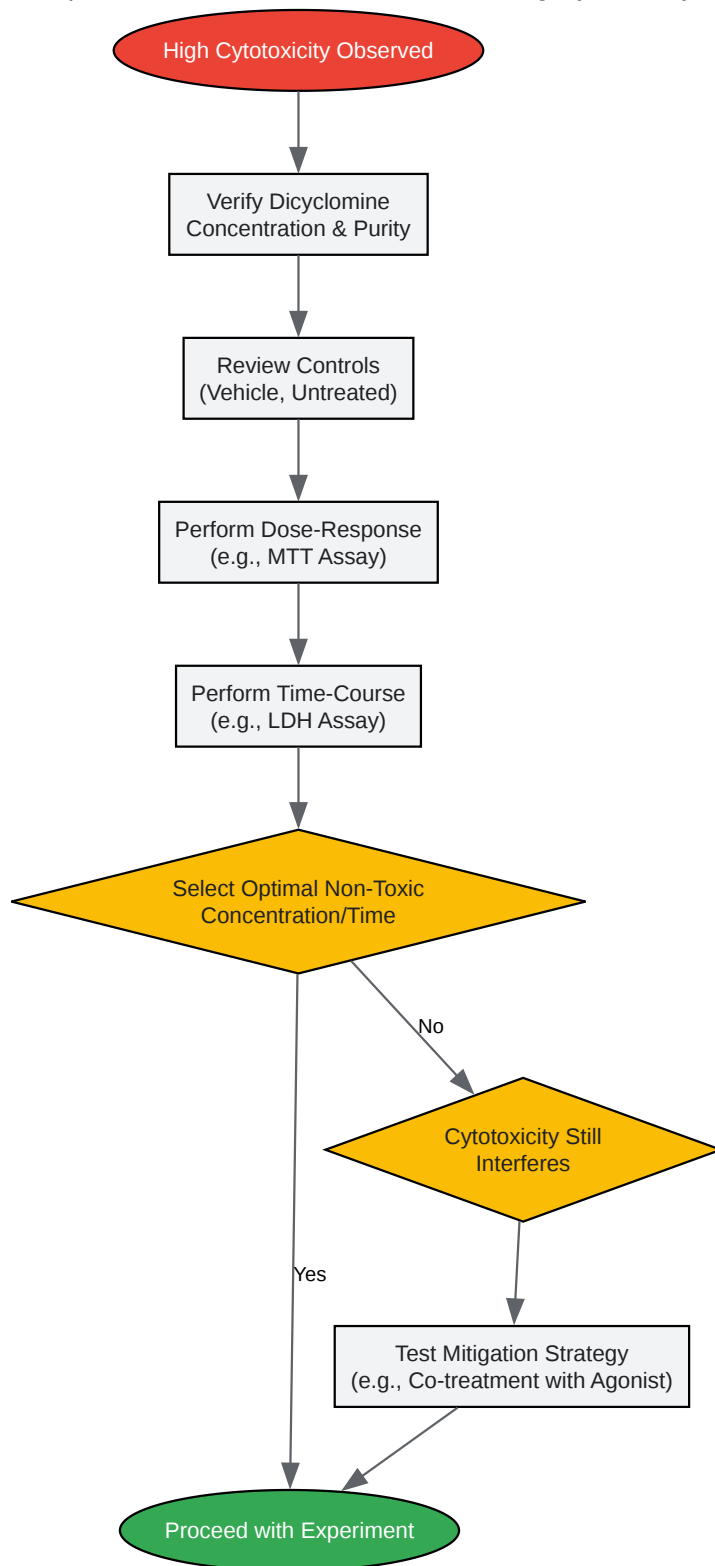 High Cytotoxicity Observed
Verify Dicyclomine
Concentration & Purity
Review Controls
(Vehicle, Untreated)
Perform Dose-Response
(e.g., MTT Assay)
Perform Time-Course
(e.g., LDH Assay)
Select Optimal Non-Toxic
Concentration/Time
No
Cytotoxicity Still
Interferes
Yes
Test Mitigation Strategy
(e.g., Co-treatment with Agonist)
Proceed with Experiment